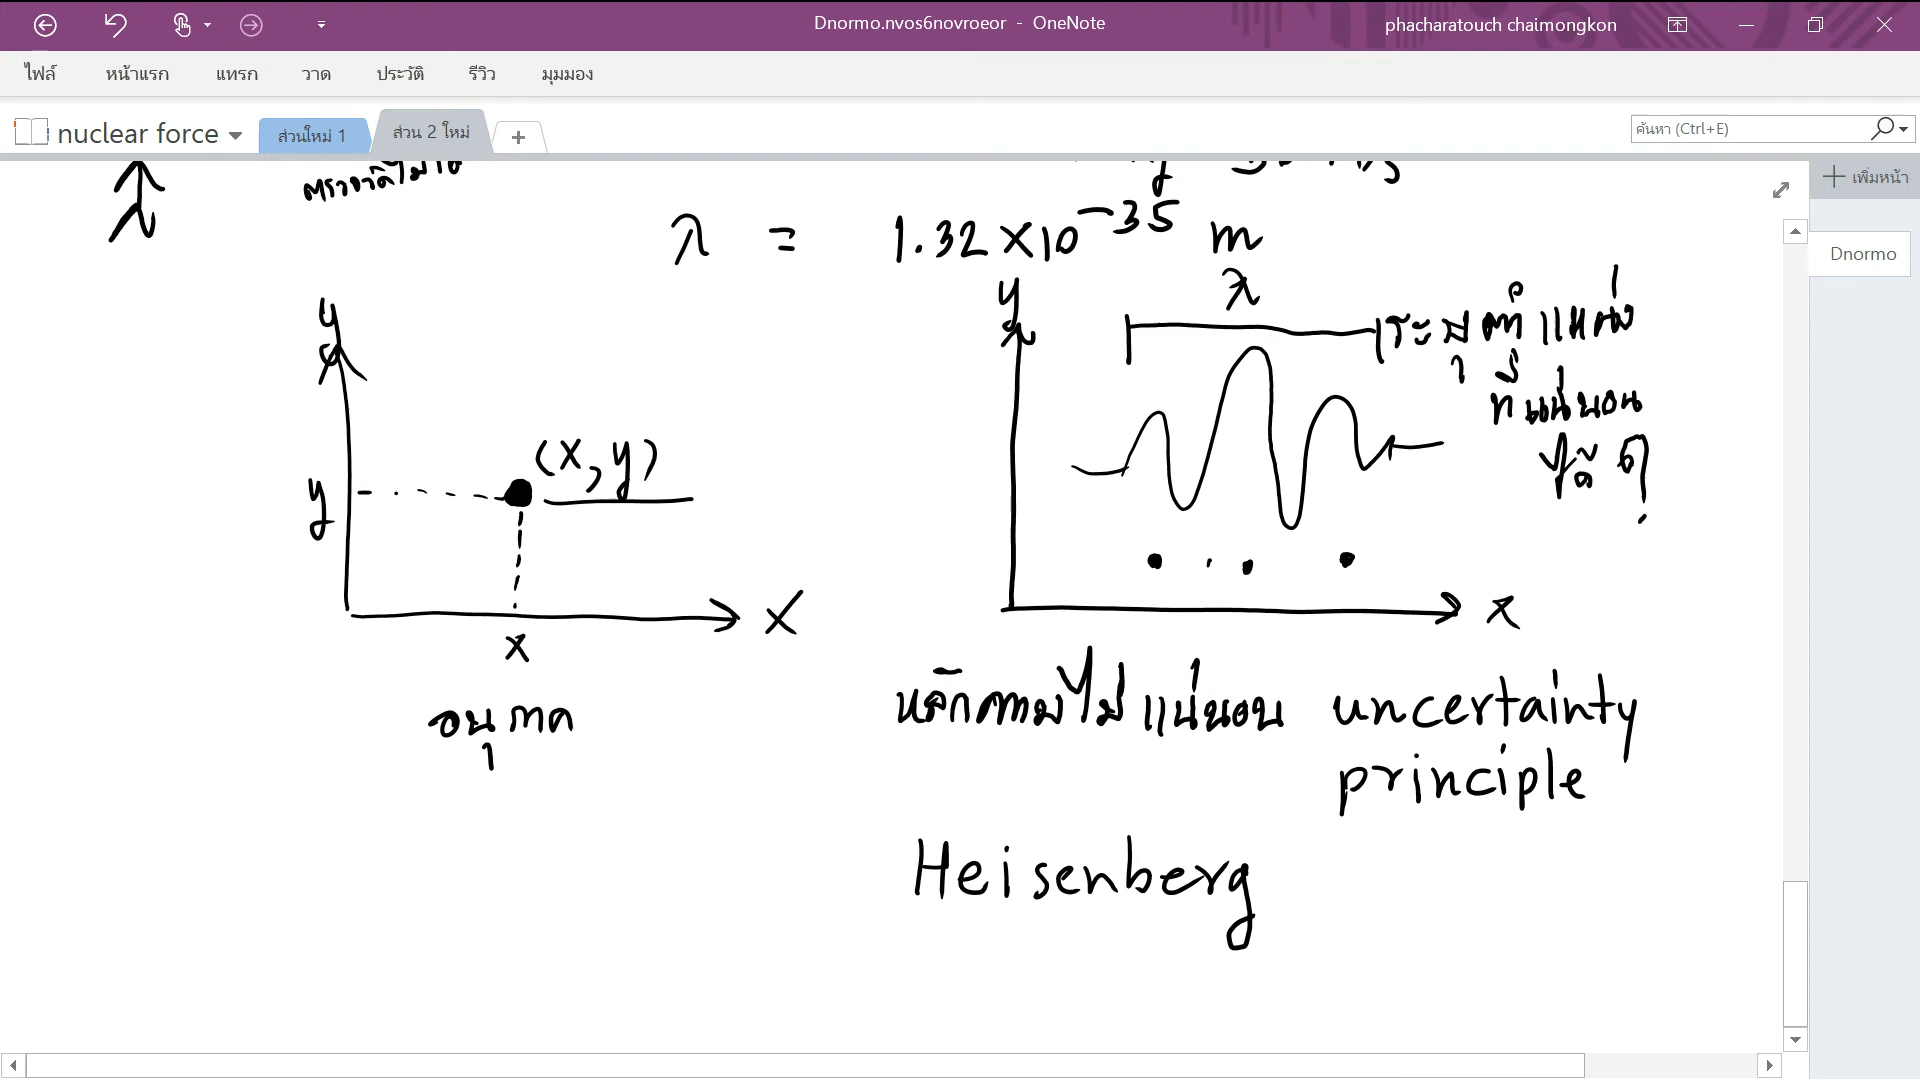 Dnormo.nvos6novroeor - OneNote
phacharatouch chaimongkon
ไฟล์ หน้าแรก แทรก วาด ประวัติ รีวิว มุมมอง
nuclear force
ส่วนใหม่ 1
ส่วน 2 ใหม่
ค้นหา (Ctrl+E)
เพิ่มหน้า
Dnormo
λ
λ = 1.32 × 10⁻³⁵ m
y
y
(x, y)
x
X
อนุภาค
y
λ
ระบุตำแหน่ง
ที่แน่นอน
ได้ ?
x
หลักความไม่แน่นอน uncertainty
principle
Heisenberg